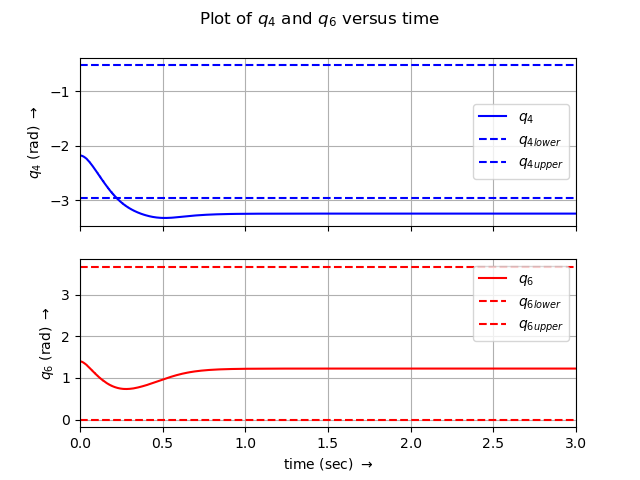 Plot of q4 and q6 versus time
q4 (rad) →
−1
−2
−3
q4
q4lower
q4upper
q6 (rad) →
3
2
1
0
q6
q6lower
q6upper
0.0 0.5 1.0 1.5 2.0 2.5 3.0
time (sec) →